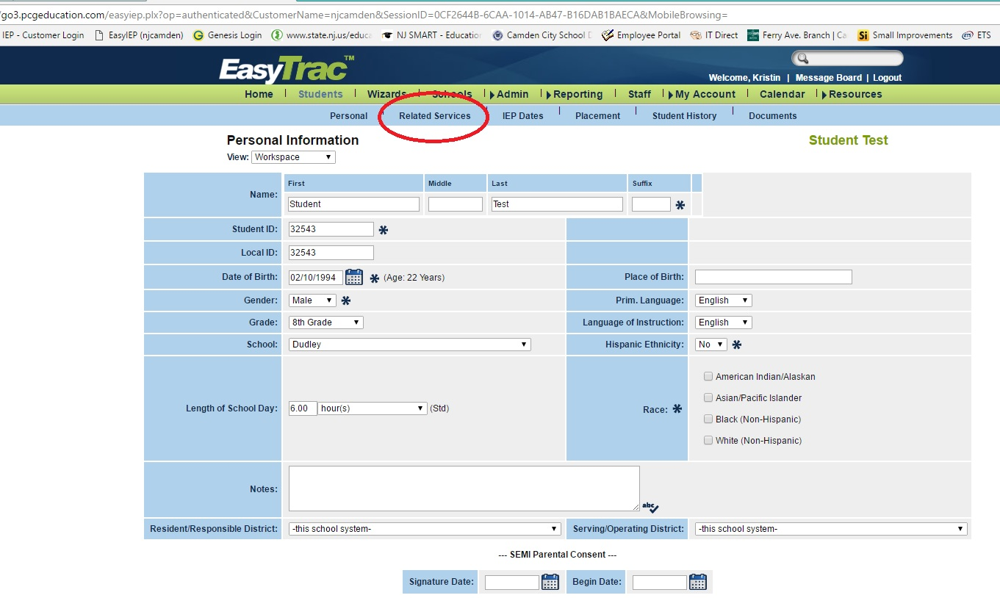 /go3.pcgeducation.com/easyiep.plx?op=authenticated&CustomerName=njcamden&SessionID=0CF2644B-6CAA-1014-AB47-B16DAB1BAECA&MobileBrowsing=
IEP - Customer Login EasyIEP (njcamden) Genesis Login www.state.nj.us/educa NJ SMART - Education Camden City School D Employee Portal IT Direct Ferry Ave. Branch | Ca Small Improvements ETS
EasyTrac™
Welcome, Kristin | Message Board | Logout
Home | Students | Wizards | Schools | Admin | Reporting | Staff | My Account | Calendar | Resources
Personal | Related Services | IEP Dates | Placement | Student History | Documents
Personal Information Student Test
View: Workspace
First Middle Last Suffix
Name:
Student Test *
Student ID: 32543 *
Local ID: 32543
Date of Birth: 02/10/1994 * (Age: 22 Years) Place of Birth:
Gender: Male * Prim. Language: English
Grade: 8th Grade Language of Instruction: English
School: Dudley Hispanic Ethnicity: No *
American Indian/Alaskan
Asian/Pacific Islander
Length of School Day: 6.00 hour(s) (Std) Race: *
Black (Non-Hispanic)
White (Non-Hispanic)
Notes:
abc
Resident/Responsible District: -this school system- Serving/Operating District: -this school system-
--- SEMI Parental Consent ---
Signature Date: Begin Date: